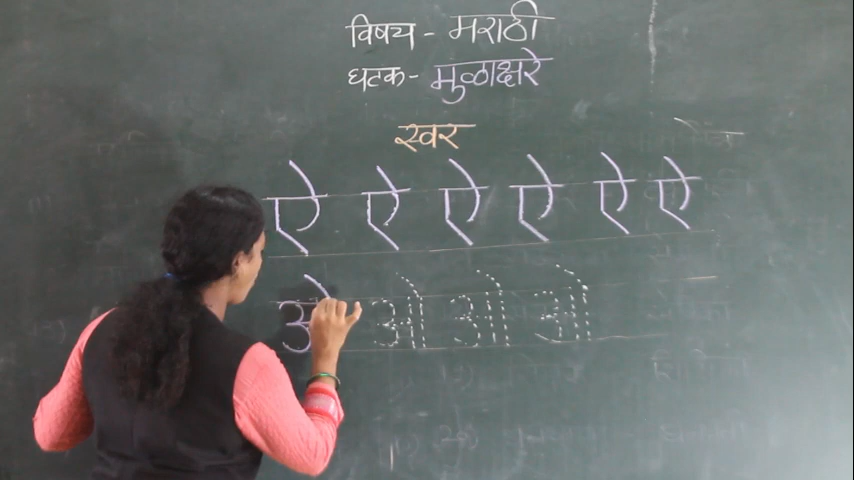 विषय - मराठी
घटक - मुळाक्षरे
स्वर
ऐ ऐ ऐ ऐ ऐ ऐ
ओ ओ ओ